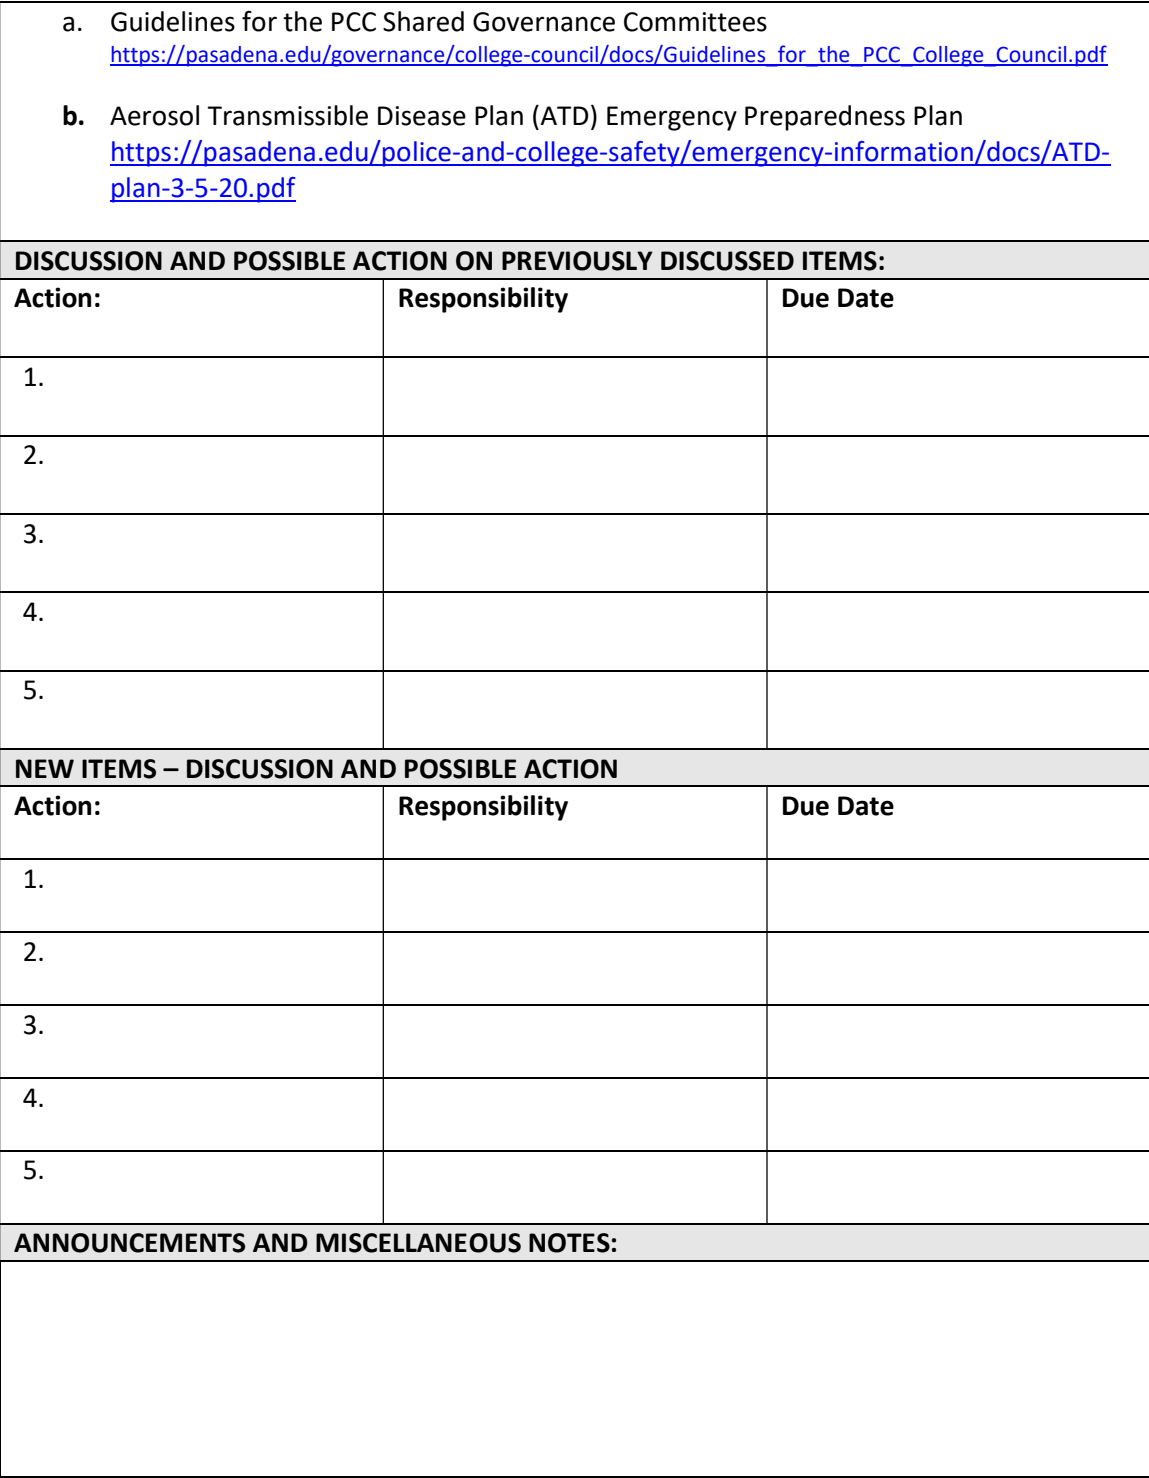 a. Guidelines for the PCC Shared Governance Committees
https://pasadena.edu/governance/college-council/docs/Guidelines_for_the_PCC_College_Council.pdf
b. Aerosol Transmissible Disease Plan (ATD) Emergency Preparedness Plan
https://pasadena.edu/police-and-college-safety/emergency-information/docs/ATD-
plan-3-5-20.pdf
DISCUSSION AND POSSIBLE ACTION ON PREVIOUSLY DISCUSSED ITEMS:
Action: Responsibility Due Date
1.
2.
3.
4.
5.
NEW ITEMS – DISCUSSION AND POSSIBLE ACTION
Action: Responsibility Due Date
1.
2.
3.
4.
5.
ANNOUNCEMENTS AND MISCELLANEOUS NOTES: